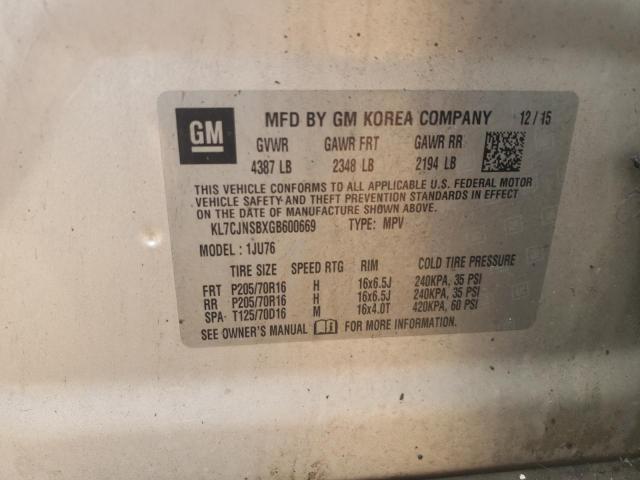 GM MFD BY GM KOREA COMPANY 12/15
GVWR GAWR FRT GAWR RR
4387 LB 2348 LB 2194 LB
THIS VEHICLE CONFORMS TO ALL APPLICABLE U.S. FEDERAL MOTOR
VEHICLE SAFETY AND THEFT PREVENTION STANDARDS IN EFFECT
ON THE DATE OF MANUFACTURE SHOWN ABOVE.
KL7CJNSBXGB600669 TYPE: MPV
MODEL: 1JU76
TIRE SIZE SPEED RTG RIM COLD TIRE PRESSURE
FRT P205/70R16 H 16x6.5J 240KPA, 35 PSI
RR P205/70R16 H 16x6.5J 240KPA, 35 PSI
SPA- T125/70D16 M 16x4.0T 420KPA, 60 PSI
SEE OWNER'S MANUAL FOR MORE INFORMATION.